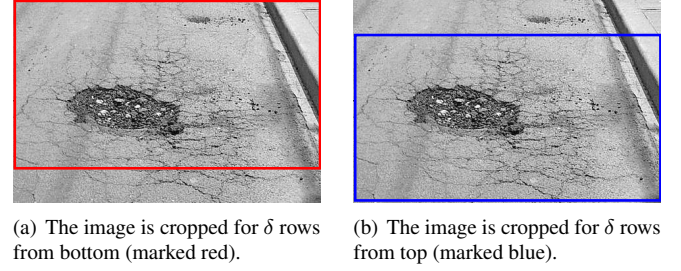 (a) The image is cropped for δ rows
from bottom (marked red).
(b) The image is cropped for δ rows
from top (marked blue).